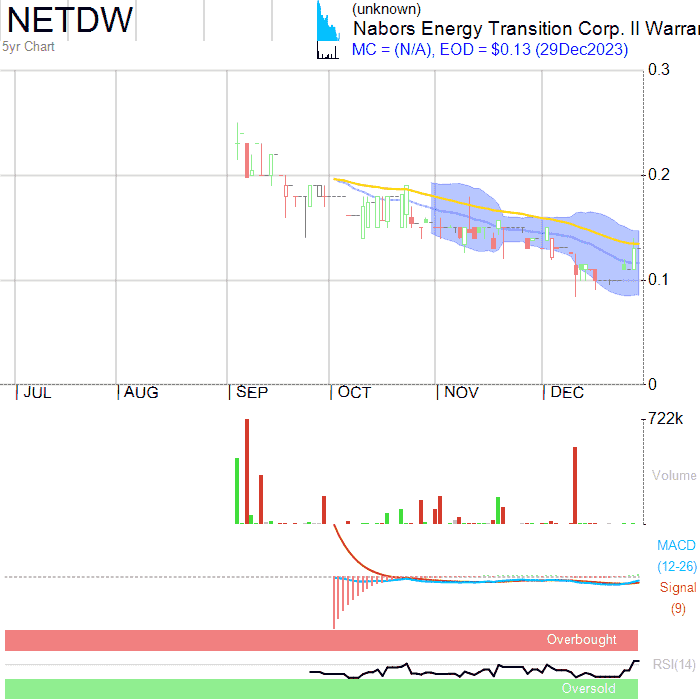 NETDW
5yr Chart
(unknown)
Nabors Energy Transition Corp. II Warra
MC = (N/A), EOD = $0.13 (29Dec2023)
0.3
0.2
0.1
0
JUL AUG SEP OCT NOV DEC
722k
Volume
MACD
(12-26)
Signal
(9)
Overbought
RSI(14)
Oversold